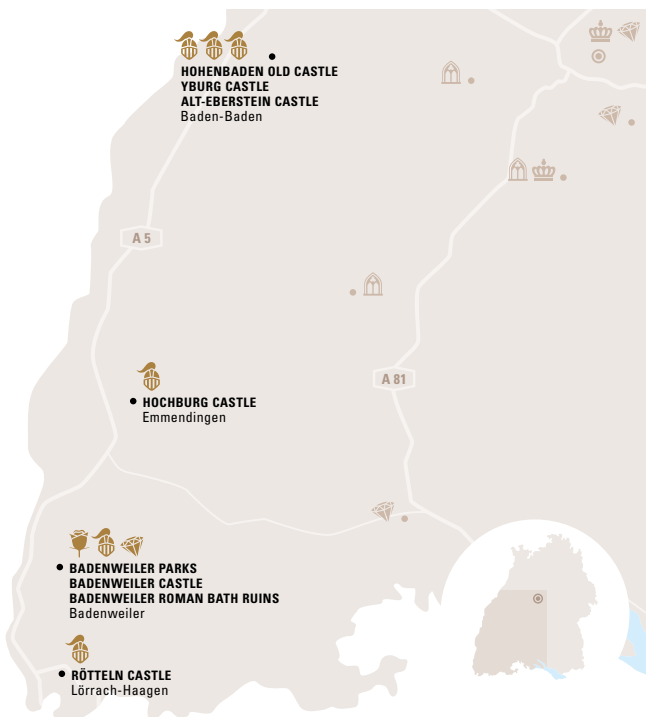 HOHENBADEN OLD CASTLE
YBURG CASTLE
ALT-EBERSTEIN CASTLE
Baden-Baden
A 5
A 81
HOCHBURG CASTLE
Emmendingen
BADENWEILER PARKS
BADENWEILER CASTLE
BADENWEILER ROMAN BATH RUINS
Badenweiler
RÖTTELN CASTLE
Lörrach-Haagen